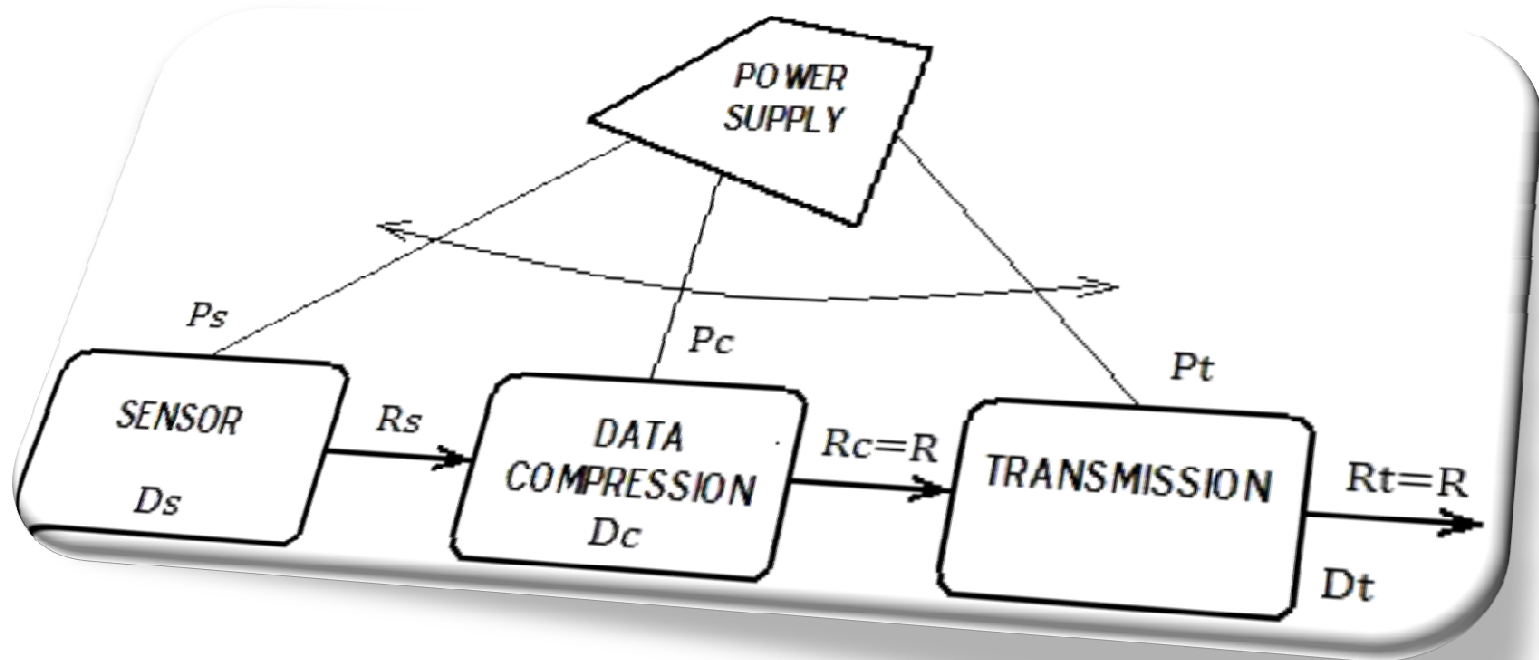 POWER
SUPPLY
Ps
Pc
Pt
SENSOR
Ds
Rs
DATA
COMPRESSION
Dc
Rc=R
TRANSMISSION
Rt=R
Dt